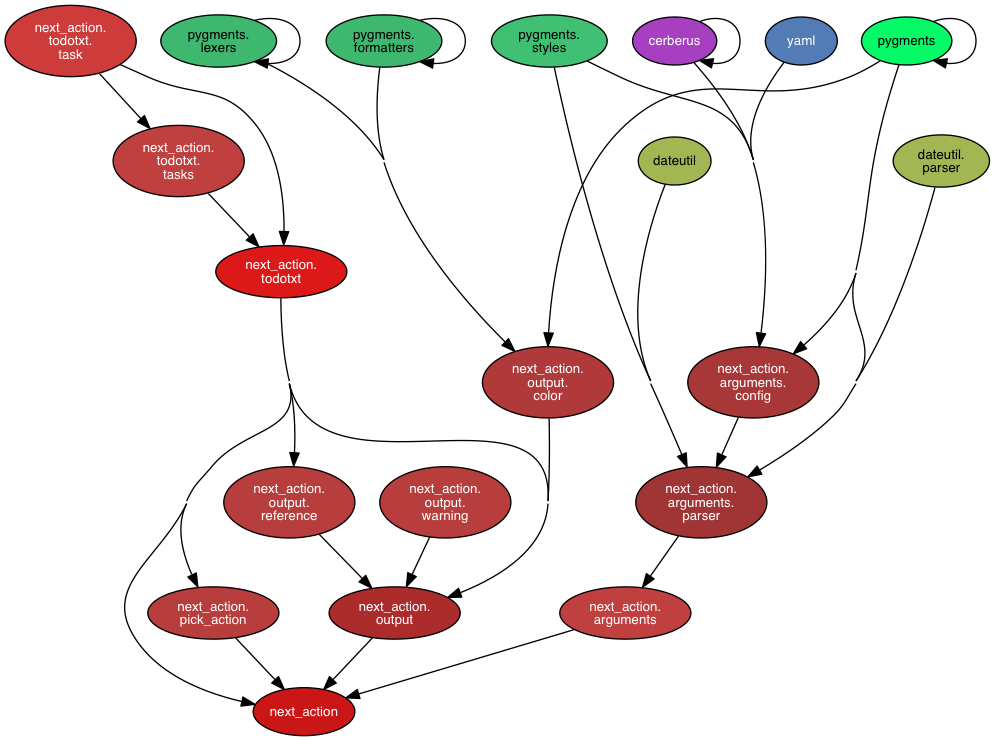 next_action.
todotxt.
task
pygments.
lexers
pygments.
formatters
pygments.
styles
cerberus
yaml
pygments
next_action.
todotxt.
tasks
dateutil
dateutil.
parser
next_action.
todotxt
next_action.
output.
color
next_action.
arguments.
config
next_action.
output.
reference
next_action.
output.
warning
next_action.
arguments.
parser
next_action.
pick_action
next_action.
output
next_action.
arguments
next_action